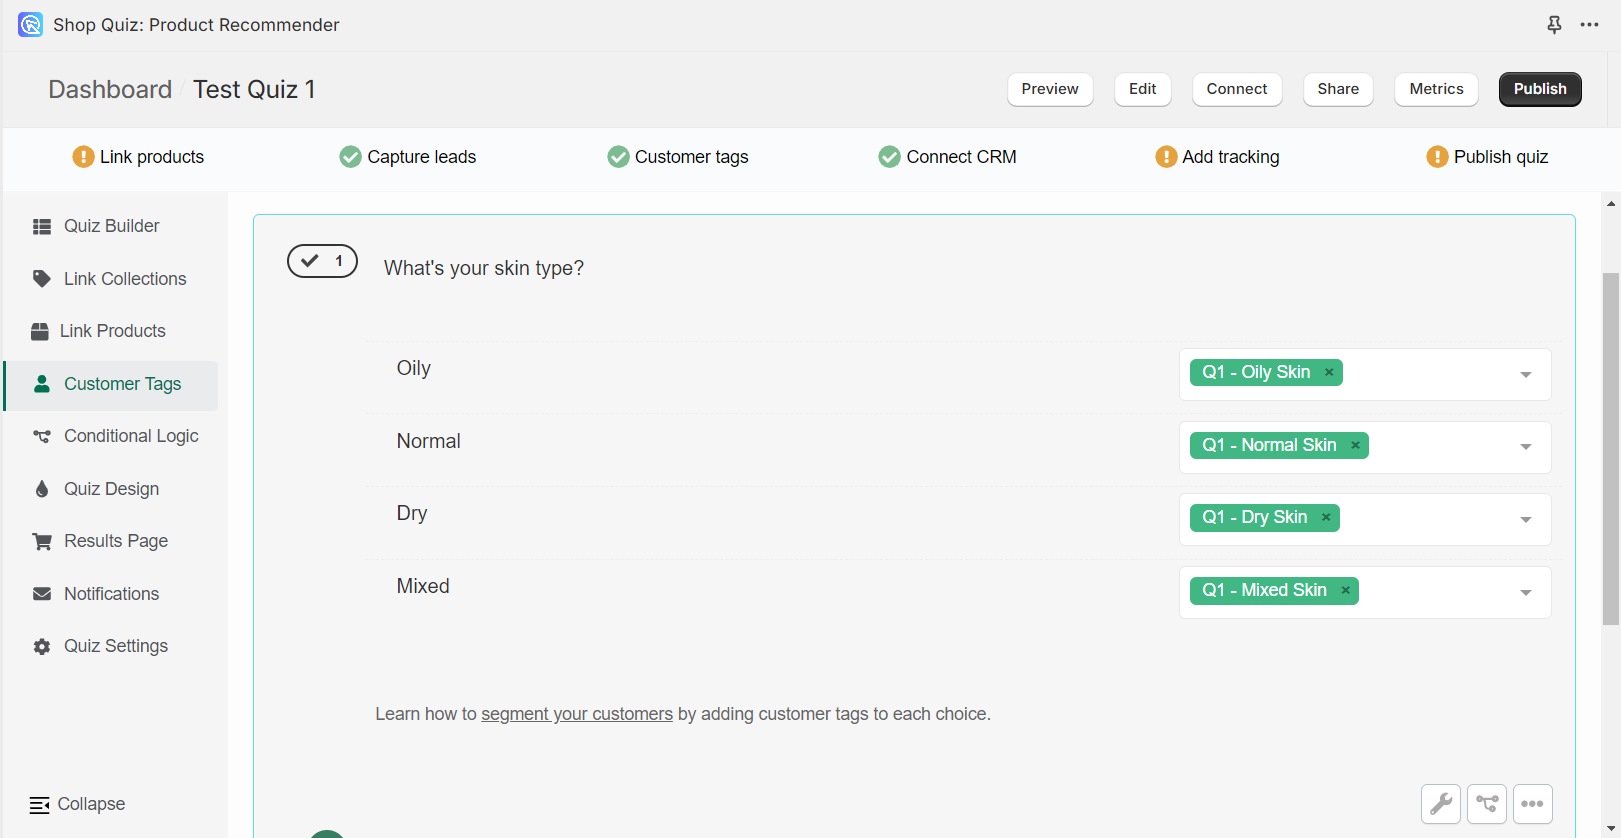 Shop Quiz: Product Recommender
Dashboard / Test Quiz 1
Preview
Edit
Connect
Share
Metrics
Publish
Link products
Capture leads
Customer tags
Connect CRM
Add tracking
Publish quiz
Quiz Builder
Link Collections
Link Products
Customer Tags
Conditional Logic
Quiz Design
Results Page
Notifications
Quiz Settings
Collapse
1
What's your skin type?
Oily
Q1 - Oily Skin ×
Normal
Q1 - Normal Skin ×
Dry
Q1 - Dry Skin ×
Mixed
Q1 - Mixed Skin ×
Learn how to segment your customers by adding customer tags to each choice.